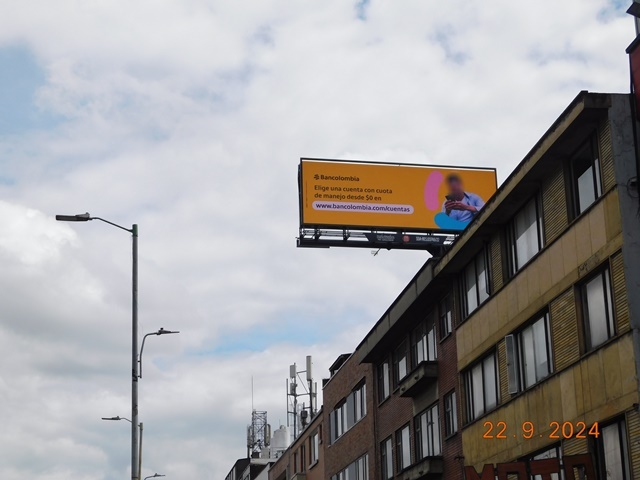 Bancolombia
Elige una cuenta con cuota
de manejo desde $0 en
www.bancolombia.com/cuentas
22.9.2024